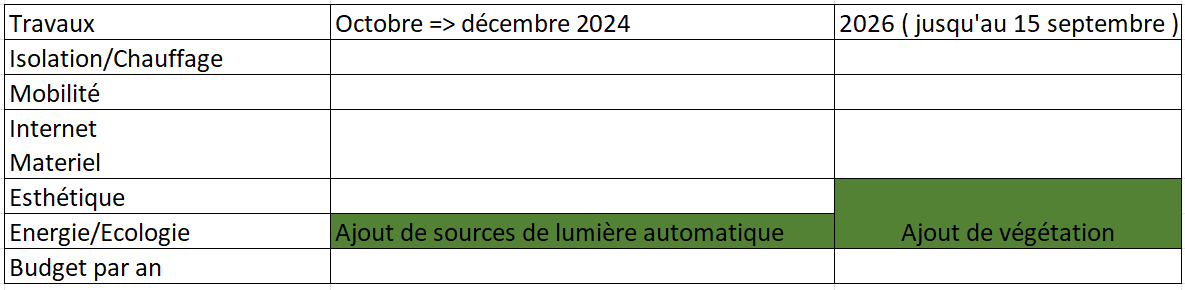 Travaux
Octobre => décembre 2024
2026 ( jusqu'au 15 septembre )
Isolation/Chauffage
Mobilité
Internet
Materiel
Esthétique
Energie/Ecologie
Ajout de sources de lumière automatique
Ajout de végétation
Budget par an